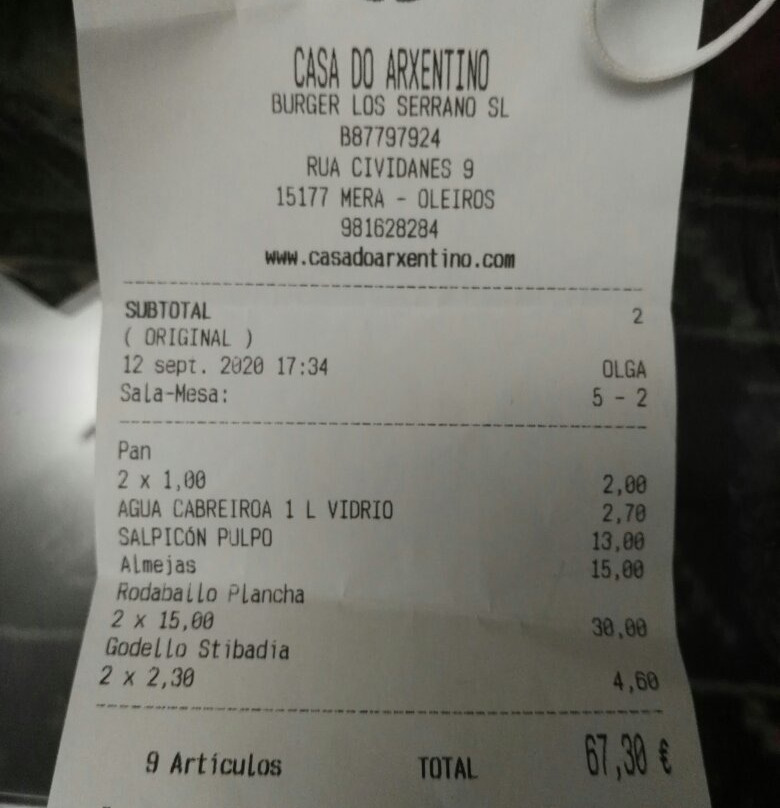 CASA DO ARXENTINO
BURGER LOS SERRANO SL
B87797924
RUA CIVIDANES 9
15177 MERA - OLEIROS
981628284
www.casadoarxentino.com
SUBTOTAL 2
( ORIGINAL )
12 sept. 2020 17:34 OLGA
Sala-Mesa: 5 - 2
Pan
2 x 1,00 2,00
AGUA CABREIROA 1 L VIDRIO 2,70
SALPICÓN PULPO 13,00
Almejas 15,00
Rodaballo Plancha
2 x 15,00 30,00
Godello Stibadia
2 x 2,30 4,60
9 Artículos TOTAL 67,30 €